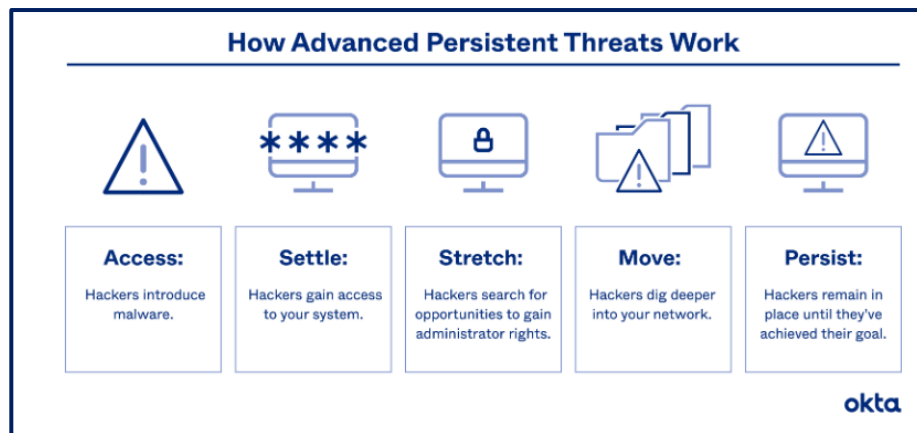 How Advanced Persistent Threats Work
****
Access:
Hackers introduce
malware.
Settle:
Hackers gain access
to your system.
Stretch:
Hackers search for
opportunities to gain
administrator rights.
Move:
Hackers dig deeper
into your network.
Persist:
Hackers remain in
place until they've
achieved their goal.
okta